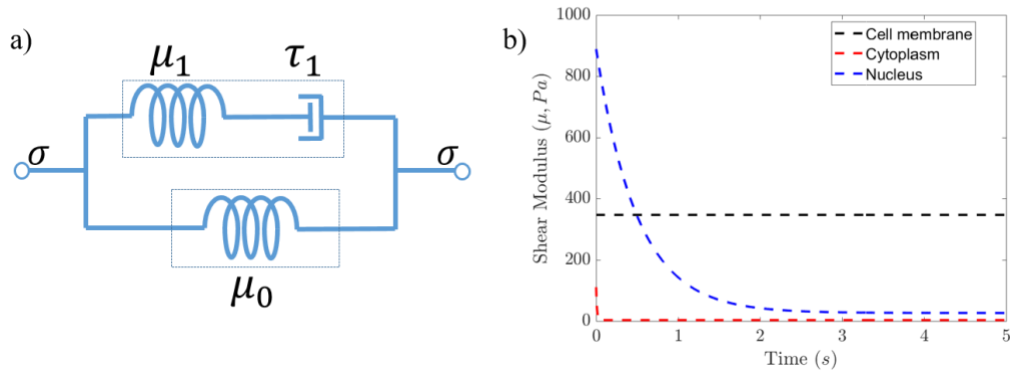 a)
μ₁ τ₁
σ σ
μ₀
b)
1000
800
600
400
200
0
Shear Modulus (μ, Pa)
Cell membrane
Cytoplasm
Nucleus
0 1 2 3 4 5
Time (s)